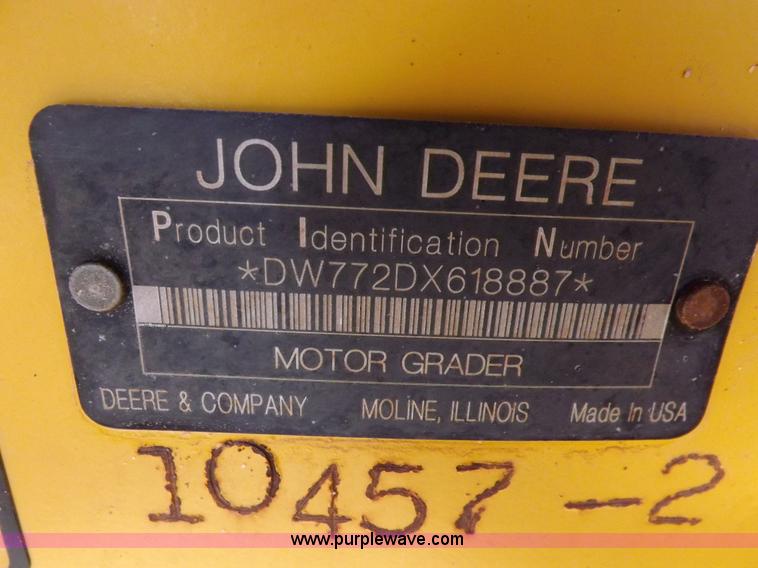 JOHN DEERE
Product Identification Number
*DW772DX618887*
MOTOR GRADER
DEERE & COMPANY MOLINE, ILLINOIS Made In USA
10457-2
www.purplewave.com